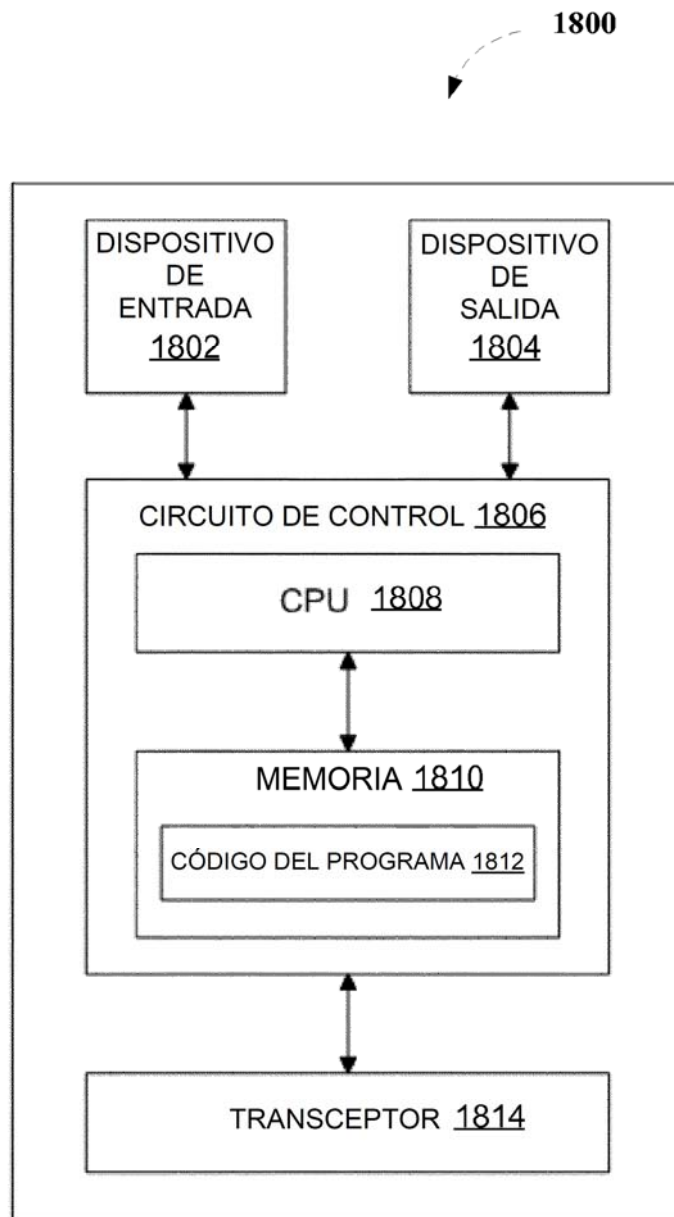 1800
DISPOSITIVO
DE
ENTRADA
1802
DISPOSITIVO
DE
SALIDA
1804
CIRCUITO DE CONTROL 1806
CPU 1808
MEMORIA 1810
CÓDIGO DEL PROGRAMA 1812
TRANSCEPTOR 1814